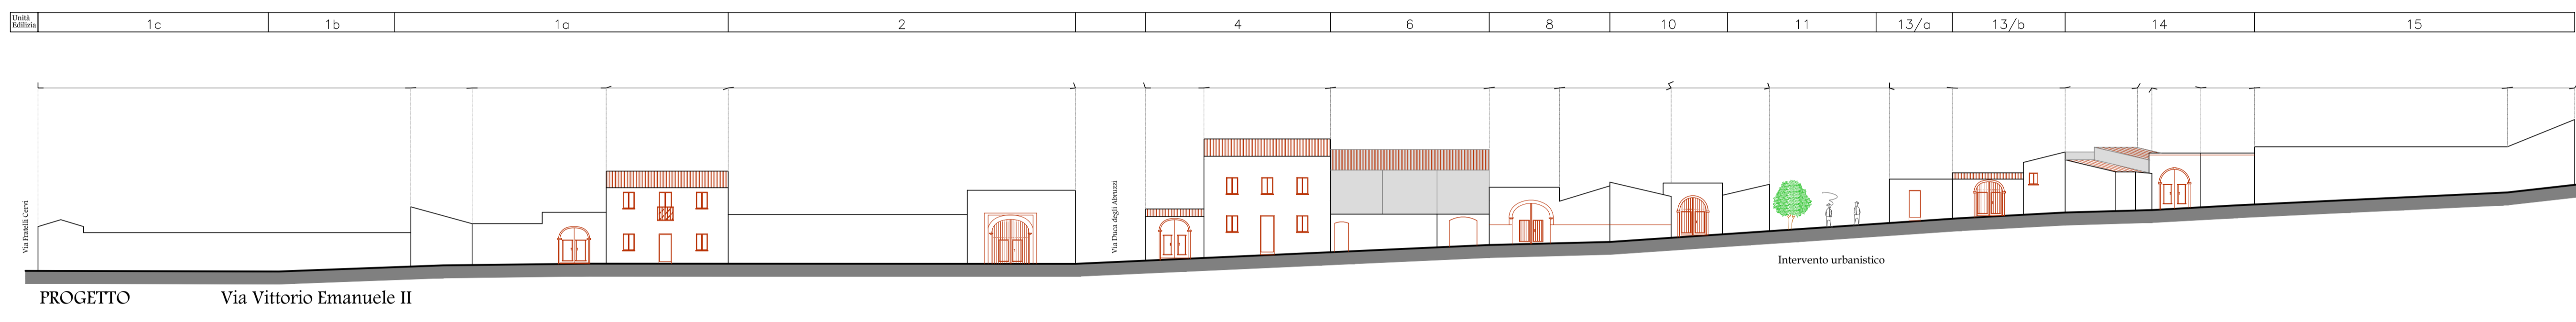 Unità
Edilizia
1c 1b 1a 2 4 6 8 10 11 13/a 13/b 14 15
Via Fratelli Cervi
Via Duca degli Abruzzi
Intervento urbanistico
PROGETTO Via Vittorio Emanuele II